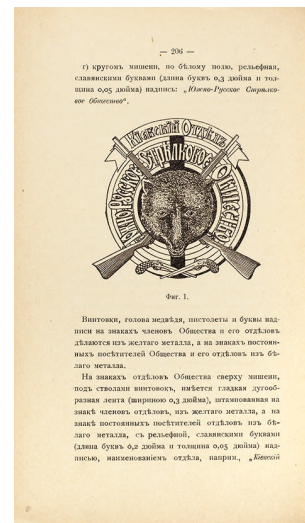 — 206 —
г) кругомъ мишени, по бѣлому полю, рельефная,
славянскими буквами (длина буквъ 0,3 дюйма и тол-
щина 0,05 дюйма) надпись: „Южно-Русское Стрѣлко-
вое Общество“.
Кіевскій Отдѣлъ
Южно-Русское Стрѣлковое Общество
Фиг. 1.
Винтовки, голова медвѣдя, пистолеты и буквы над-
писи на знакахъ членовъ Общества и его отдѣловъ
дѣлаются изъ желтаго металла, а на знакахъ постоян-
ныхъ посѣтителей Общества и его отдѣловъ изъ бѣ-
лаго металла.
На знакахъ отдѣловъ Общества сверху мишени,
подъ стволами винтовокъ, имѣется гладкая дугооб-
разная лента (шириною 0,3 дюйма), штампованная на
знакѣ членовъ отдѣловъ, изъ желтаго металла, а на
знакѣ постоянныхъ посѣтителей отдѣловъ изъ бѣ-
лаго металла, съ рельефной, славянскими буквами
(длина буквъ 0,2 дюйма и толщина 0,05 дюйма) над-
писью, наименованіемъ отдѣла, наприм., „Кіевскій